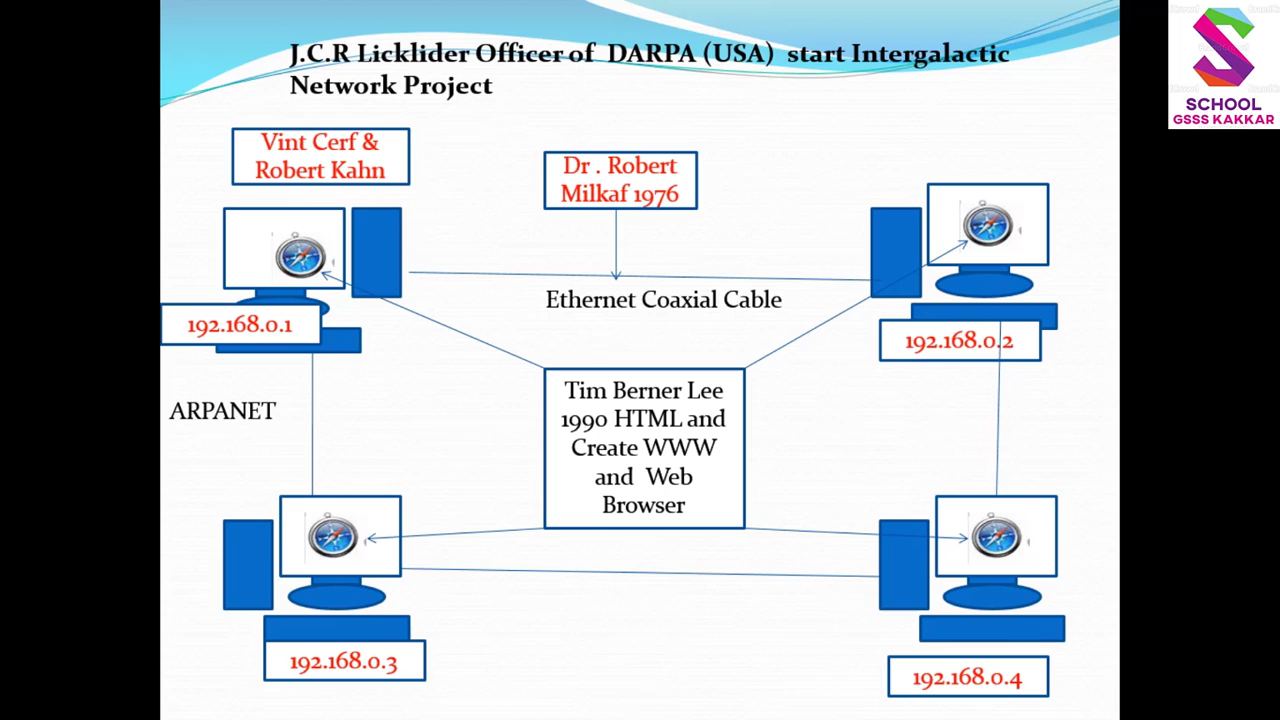 J.C.R Licklider Officer of DARPA (USA) start Intergalactic
Network Project
SCHOOL
GSSS KAKKAR
Vint Cerf &
Robert Kahn
Dr . Robert
Milkaf 1976
Ethernet Coaxial Cable
192.168.0.1
192.168.0.2
Tim Berner Lee
1990 HTML and
Create WWW
and Web
Browser
ARPANET
192.168.0.3
192.168.0.4